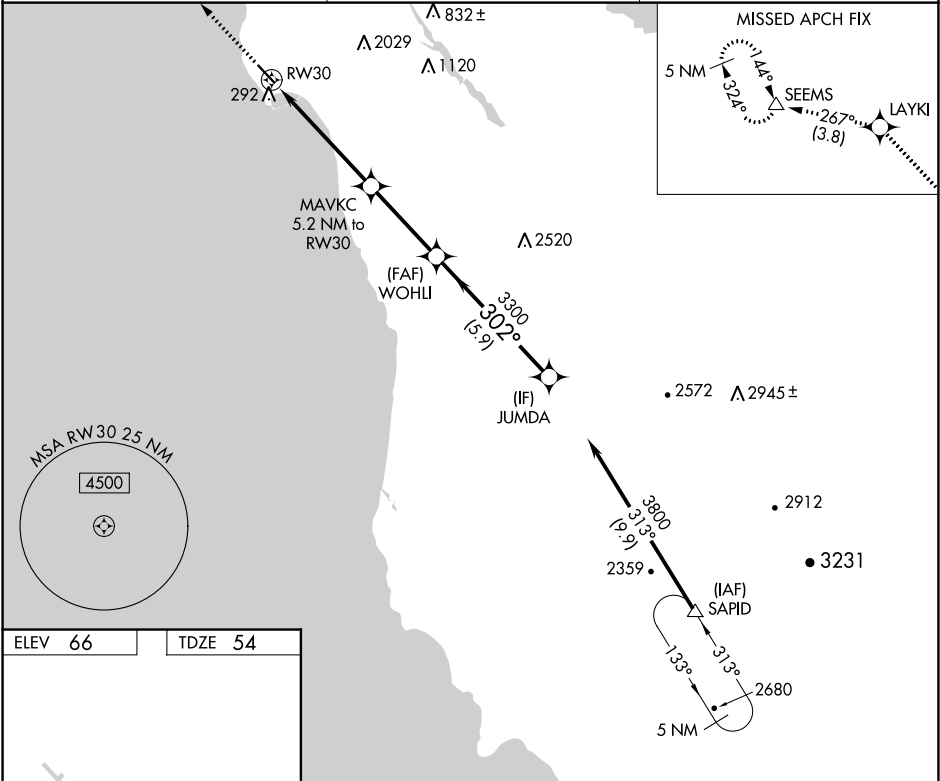 832±
2029
1120
RW30
292
MISSED APCH FIX
5 NM
144°
324°
SEEMS
LAYKI
267°
(3.8)
MAVKC
5.2 NM to
RW30
2520
(FAF)
WOHLI
3300
302°
(5.9)
(IF)
JUMDA
2572
2945±
MSA RW30 25 NM
4500
3800
313°
(9.9)
2912
2359
3231
(IAF)
SAPID
133°
313°
2680
5 NM
ELEV 66
TDZE 54